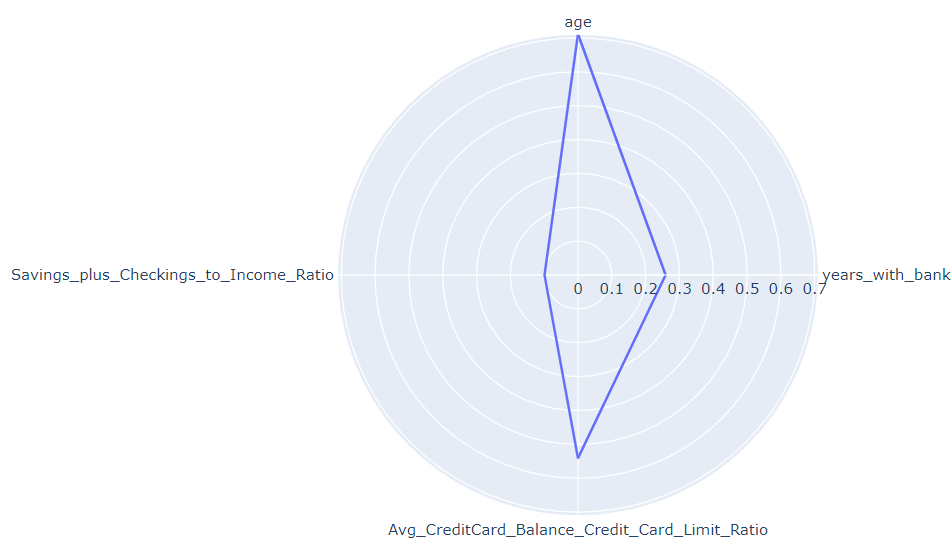 age
Savings_plus_Checkings_to_Income_Ratio
years_with_bank
0 0.1 0.2 0.3 0.4 0.5 0.6 0.7
Avg_CreditCard_Balance_Credit_Card_Limit_Ratio